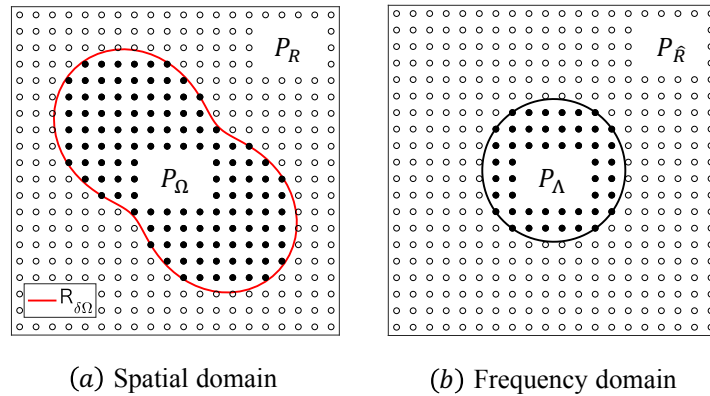 P_R
P_Ω
R_δΩ
(a) Spatial domain
P_R̂
P_Λ
(b) Frequency domain